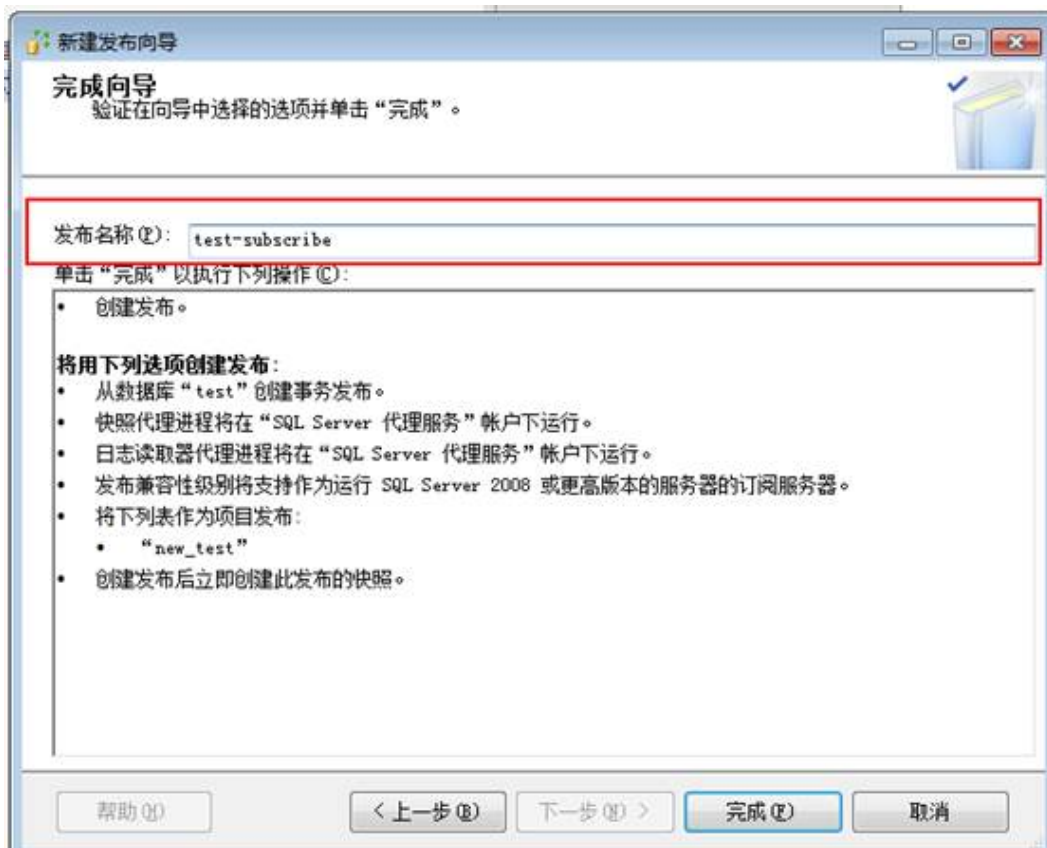 新建发布向导
完成向导
验证在向导中选择的选项并单击“完成”。
发布名称(P): test-subscribe
单击“完成”以执行下列操作(C):
• 创建发布。
将用下列选项创建发布:
• 从数据库“test”创建事务发布。
• 快照代理进程将在“SQL Server 代理服务”帐户下运行。
• 日志读取器代理进程将在“SQL Server 代理服务”帐户下运行。
• 发布兼容性级别将支持作为运行 SQL Server 2008 或更高版本的服务器的订阅服务器。
• 将下列表作为项目发布:
• “new_test”
• 创建发布后立即创建此发布的快照。
帮助(H) < 上一步(B) 下一步(N) > 完成(F) 取消